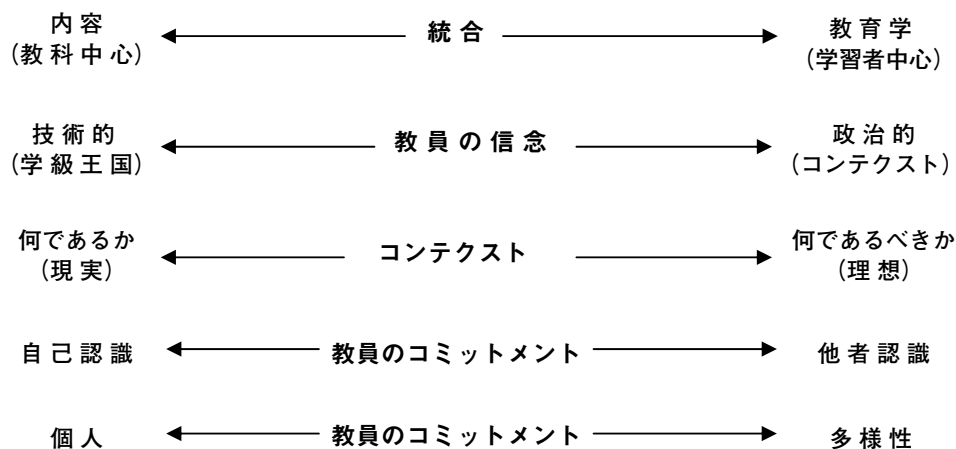 内容 統合 教育学
(教科中心) (学習者中心)
技術的 教員の信念 政治的
(学級王国) (コンテクスト)
何であるか コンテクスト 何であるべきか
(現実) (理想)
自己認識 教員のコミットメント 他者認識
個人 教員のコミットメント 多様性